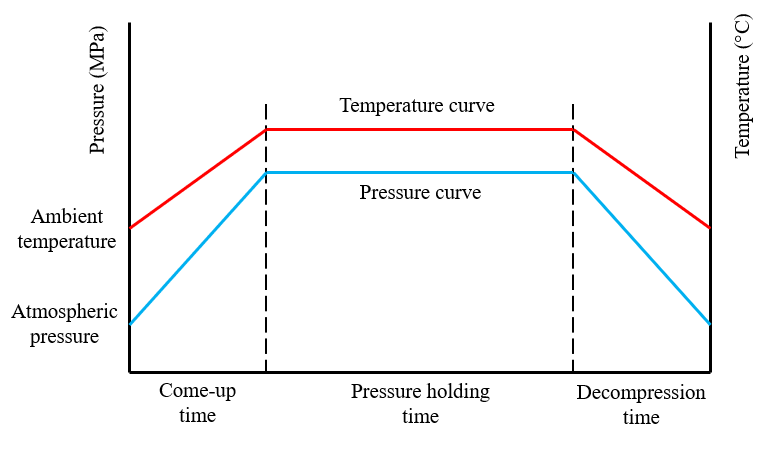 Pressure (MPa)
Temperature (°C)
Temperature curve
Pressure curve
Ambient
temperature
Atmospheric
pressure
Come-up
time
Pressure holding
time
Decompression
time